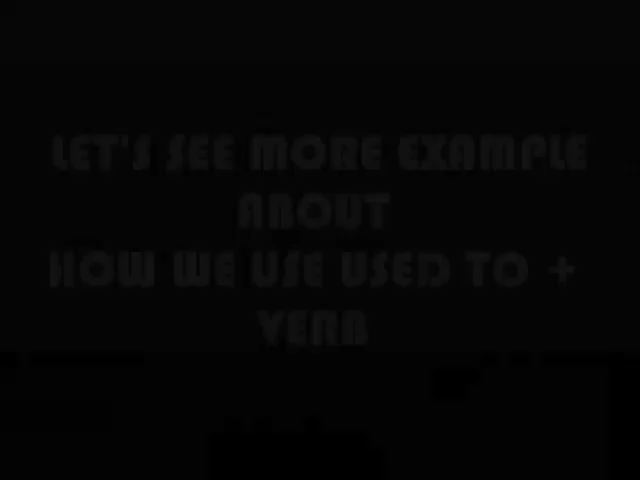 LET'S SEE MORE EXAMPLE
ABOUT
HOW WE USE USED TO +
VERB